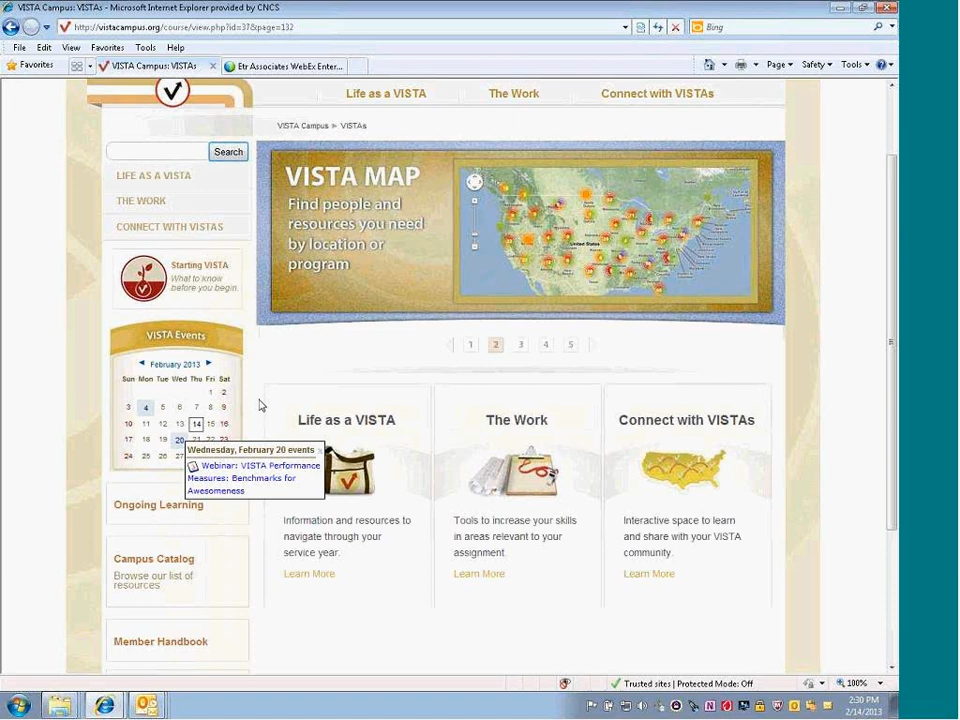 VISTA Campus: VISTAs - Microsoft Internet Explorer provided by CNCS
http://vistacampus.org/course/view.php?id=37&page=132
Bing
File Edit View Favorites Tools Help
Favorites
VISTA Campus: VISTAs
Etr Associates WebEx Enter...
Page Safety Tools
Life as a VISTA The Work Connect with VISTAs
VISTA Campus ► VISTAs
Search
LIFE AS A VISTA
THE WORK
CONNECT WITH VISTAS
Starting VISTA
What to know
before you begin.
VISTA MAP
Find people and
resources you need
by location or
program
United States
1 2 3 4 5
VISTA Events
February 2013
Sun Mon Tue Wed Thu Fri Sat
1 2
3 4 5 6 7 8 9
10 11 12 13 14 15 16
17 18 19 20 21 22 23
24 25 26 27
Wednesday, February 20 events x
Webinar: VISTA Performance
Measures: Benchmarks for
Awesomeness
Ongoing Learning
Campus Catalog
Browse our list of
resources
Member Handbook
Life as a VISTA
Information and resources to
navigate through your
service year.
Learn More
The Work
Tools to increase your skills
in areas relevant to your
assignment.
Learn More
Connect with VISTAs
Interactive space to learn
and share with your VISTA
community.
Learn More
Trusted sites | Protected Mode: Off
100%
2:30 PM
2/14/2013